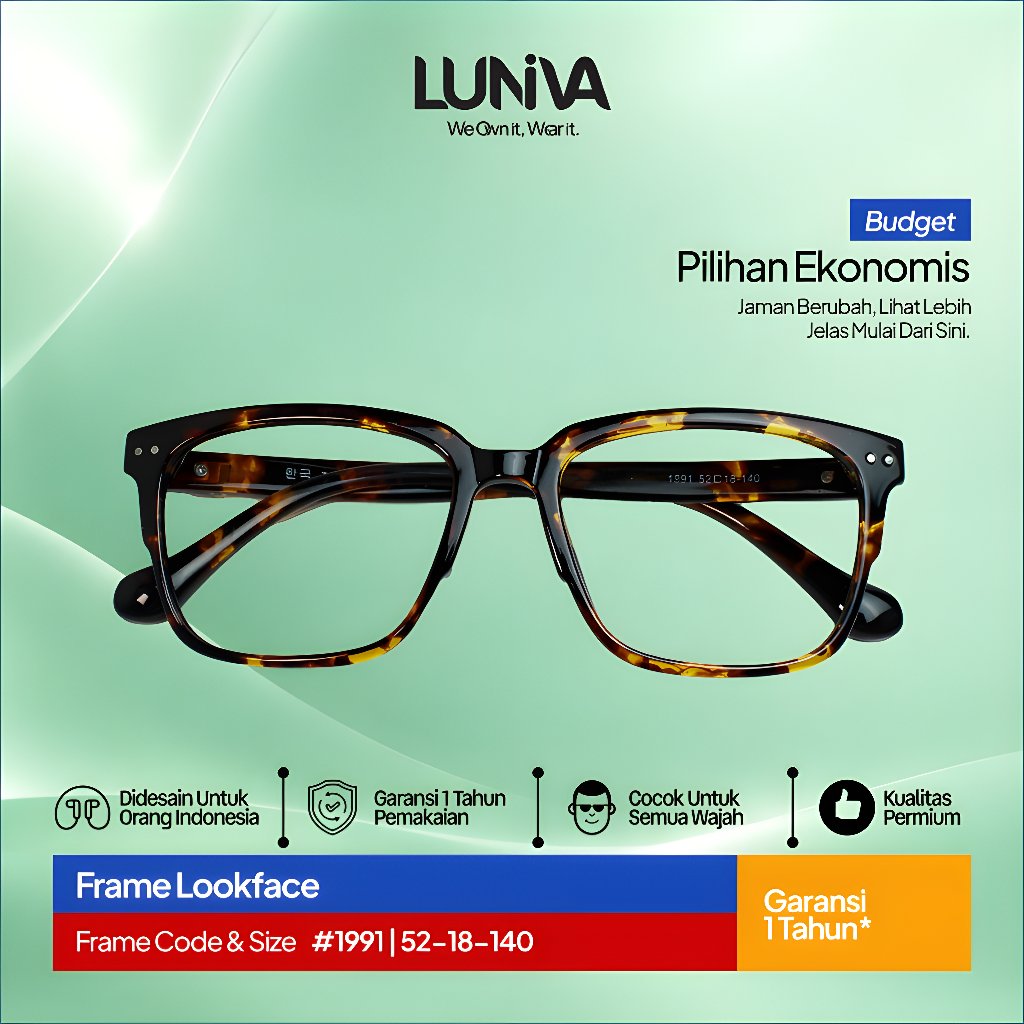 LUNiVA
We Own it, Wear it.
Budget
Pilihan Ekonomis
Jaman Berubah, Lihat Lebih
Jelas Mulai Dari Sini.
한국
1991 52□18-140
Didesain Untuk
Orang Indonesia
Garansi 1 Tahun
Pemakaian
Cocok Untuk
Semua Wajah
Kualitas
Permium
Frame Lookface
Frame Code & Size #1991 | 52-18-140
Garansi
1 Tahun*